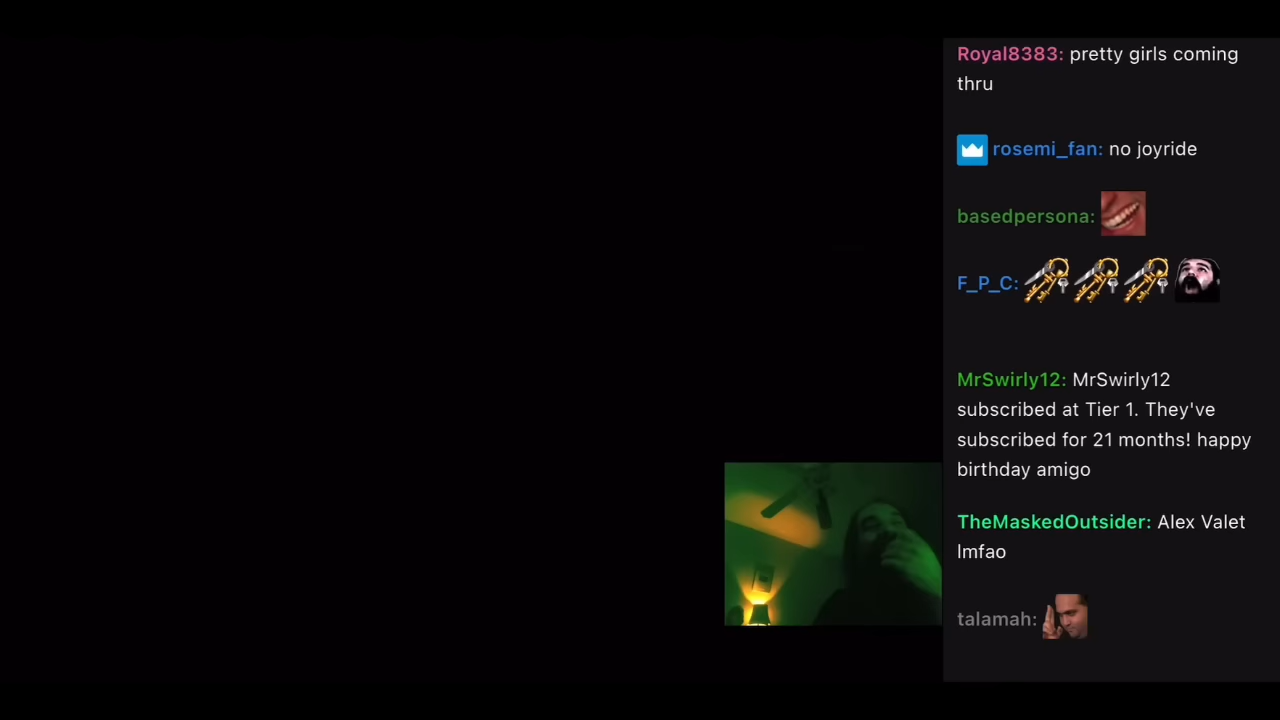 Royal8383: pretty girls coming
thru
rosemi_fan: no joyride
basedpersona:
F_P_C:
MrSwirly12: MrSwirly12
subscribed at Tier 1. They've
subscribed for 21 months! happy
birthday amigo
TheMaskedOutsider: Alex Valet
lmfao
talamah: